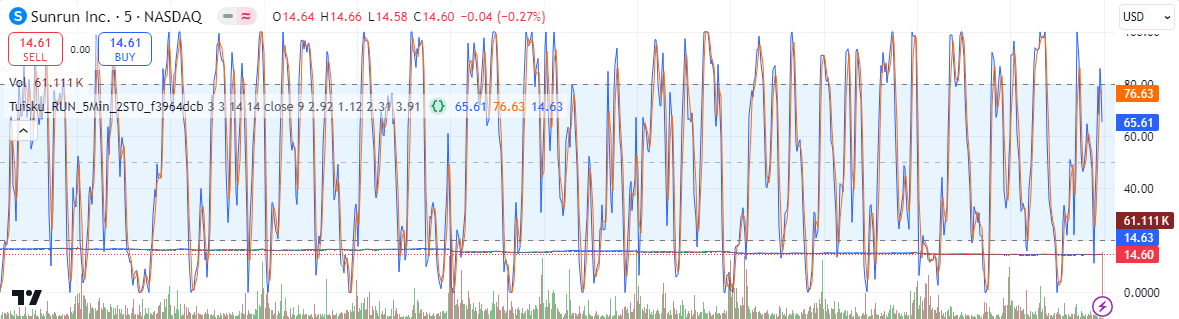 Sunrun Inc. · 5 · NASDAQ O14.64 H14.66 L14.58 C14.60 −0.04 (−0.27%)
USD
14.61 SELL
0.00
14.61 BUY
Vol 61.111 K
Tuisku_RUN_5Min_2ST0_f3964dcb 3 3 14 14 close 9 2.92 1.12 2.31 3.91 {} 65.61 76.63 14.63
80.00
76.63
65.61
60.00
40.00
61.111 K
14.63
14.60
0.0000